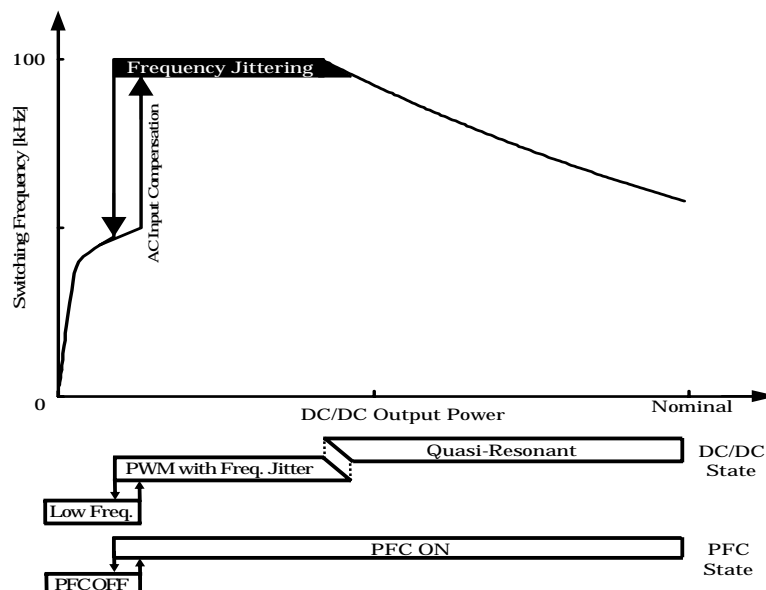 100
Frequency Jittering
Switching Frequency [kHz]
AC Input Compensation
0
DC/DC Output Power
Nominal
Quasi-Resonant
DC/DC
State
PWM with Freq. Jitter
Low Freq.
PFC ON
PFC
State
PFC OFF